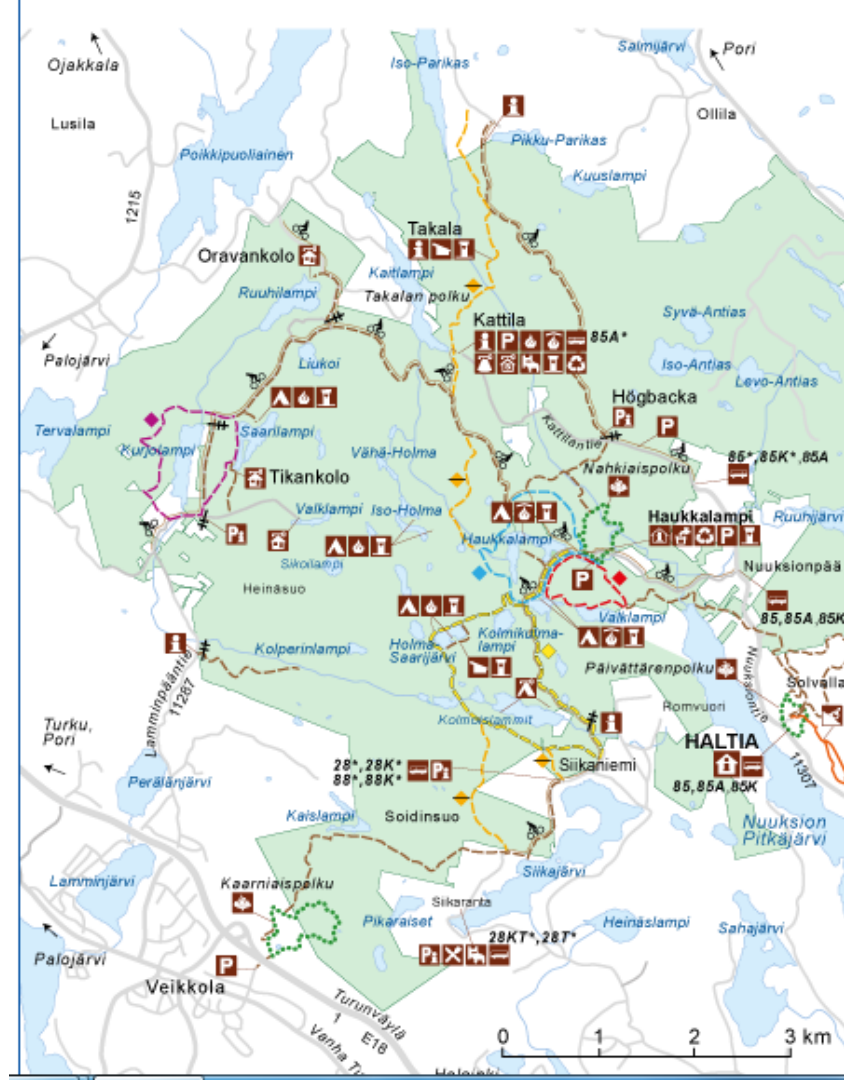 Ojakkala
Iso-Parikas
Salmijärvi
Pori
Lusila
Ollila
Pikku-Parikas
Poikkipuoliainen
Kuuslampi
1215
Takala
Oravankolo
Kaitlampi
Ruuhilampi
Takalan polku
Syvä-Antias
Kattila
85A*
Palojärvi
Liukoi
Iso-Antias
Levo-Antias
Högbacka
Tervalampi
Kurjolampi
Saarilampi
Kattilantie
Vähä-Holma
Nahkiaispolku
85*,85K*,85A
Tikankolo
Valklampi
Iso-Holma
Haukkalampi
Ruuhijärvi
Haukkalampi
Sikoilampi
Nuuksionpää
Heinäsuo
Valklampi
85,85A,85K
Kolmikulma-
lampi
Holma-
Saarijärvi
Kolperinlampi
Päivättärenpolku
Nuuksiontie
Solvalla
Lamminpääntie
11287
Romvuori
Kolmoislammit
Turku,
Pori
HALTIA
28*,28K*
88*,88K*
Siikaniemi
11307
85,85A,85K
Perälänjärvi
Kaislampi
Soidinsuo
Nuuksion
Pitkäjärvi
Siikajärvi
Lamminjärvi
Kaarniaispolku
Siikaranta
Pikaraiset
Heinäslampi
Sahajärvi
28KT*,28T*
P
Palojärvi
Veikkola
Turunväylä
1
E18
Vanha
0 1 2 3 km